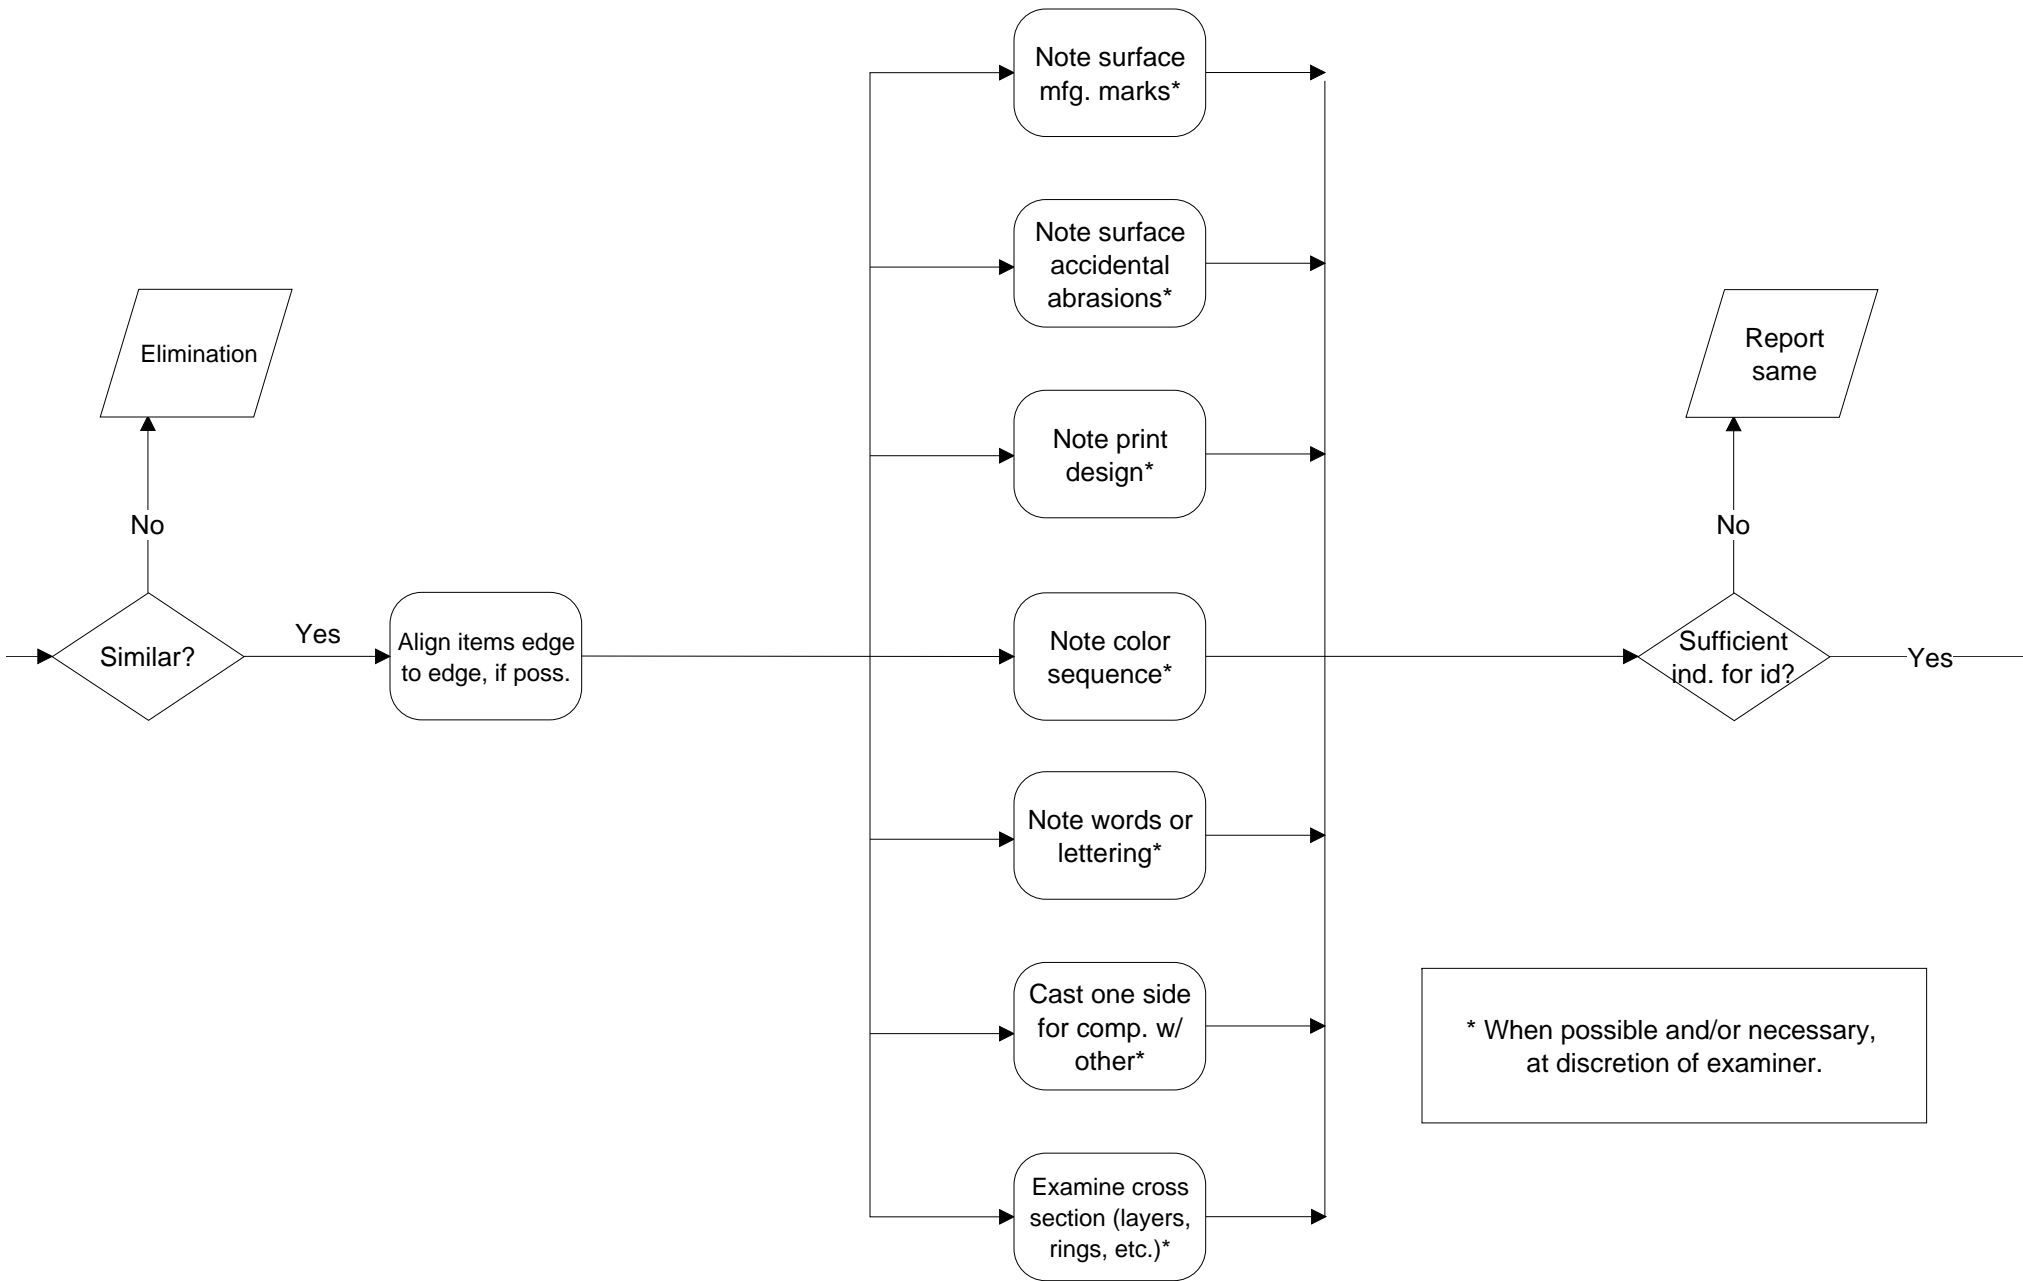 Elimination
No
Similar?
Yes
Align items edge
to edge, if poss.
Note surface
mfg. marks*
Note surface
accidental
abrasions*
Note print
design*
Note color
sequence*
Note words or
lettering*
Cast one side
for comp. w/
other*
Examine cross
section (layers,
rings, etc.)*
Report
same
No
Sufficient
ind. for id?
Yes
* When possible and/or necessary,
at discretion of examiner.